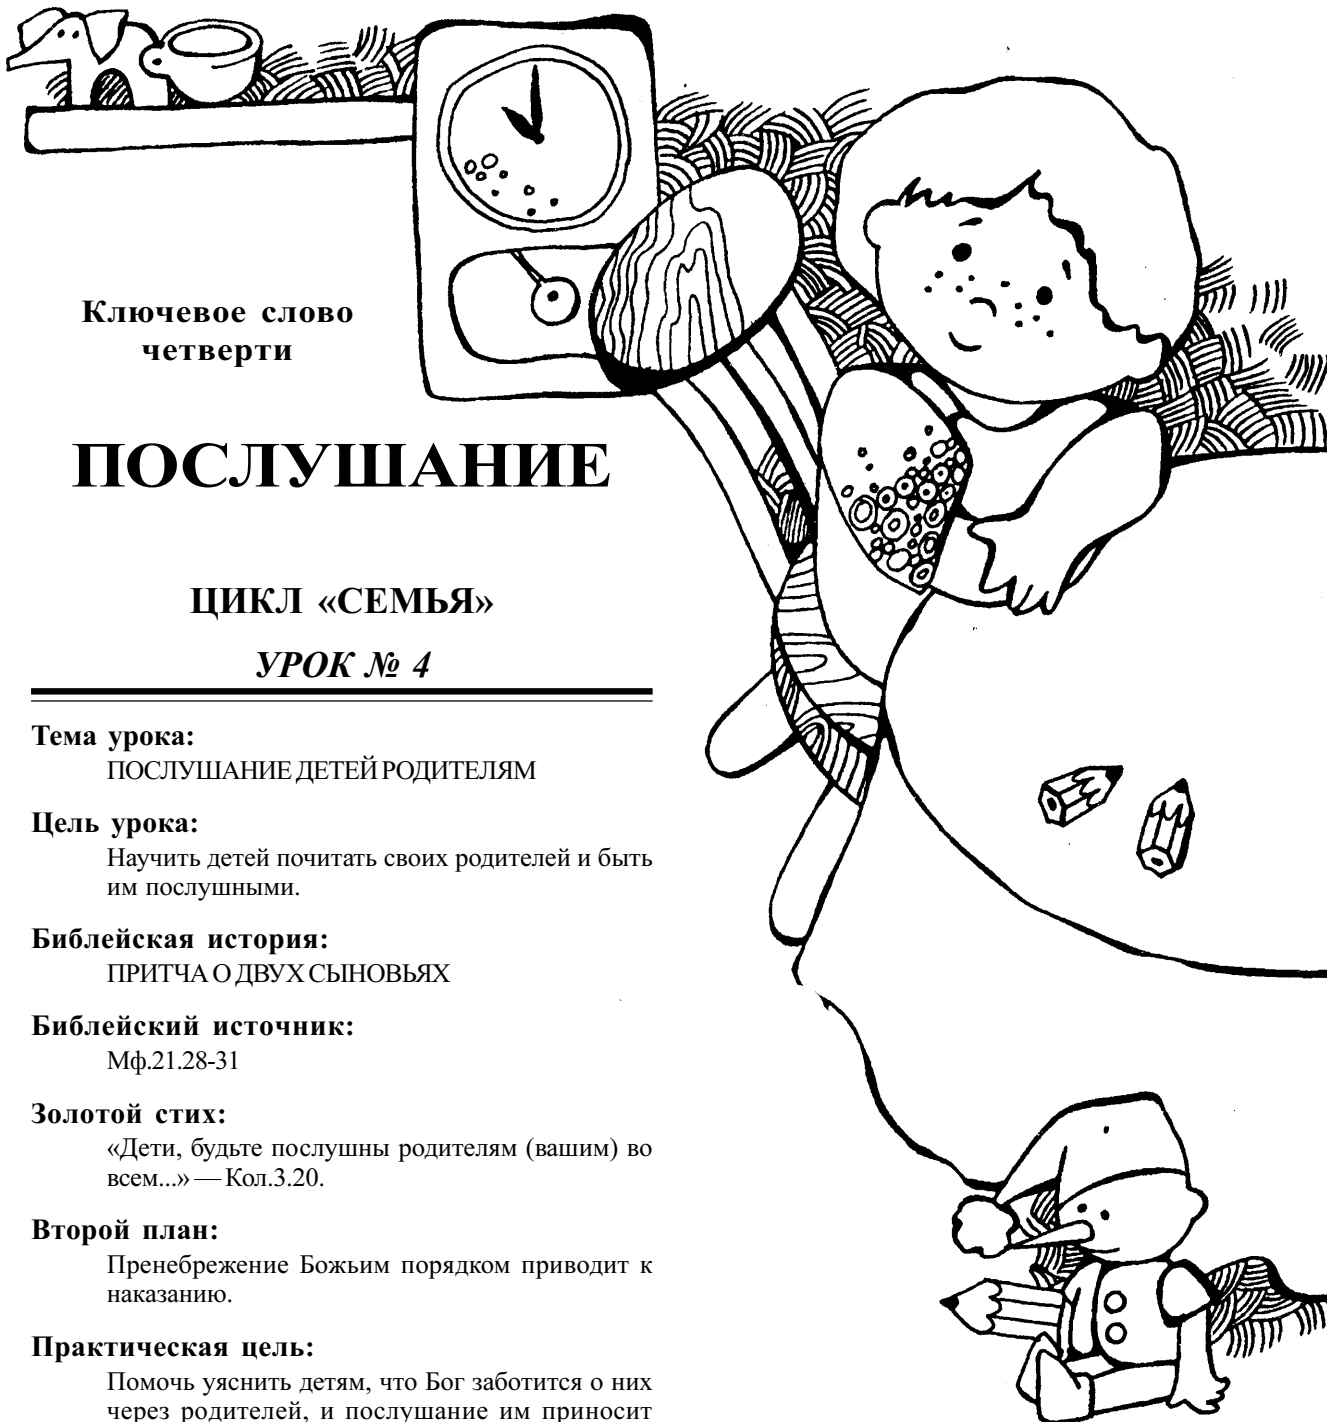 Ключевое слово
четверти
ПОСЛУШАНИЕ
ЦИКЛ «СЕМЬЯ»
УРОК № 4
Тема урока:
ПОСЛУШАНИЕ ДЕТЕЙ РОДИТЕЛЯМ
Цель урока:
Научить детей почитать своих родителей и быть
им послушными.
Библейская история:
ПРИТЧА О ДВУХ СЫНОВЬЯХ
Библейский источник:
Мф.21.28-31
Золотой стих:
«Дети, будьте послушны родителям (вашим) во
всем...» — Кол.3.20.
Второй план:
Пренебрежение Божьим порядком приводит к
наказанию.
Практическая цель:
Помочь уяснить детям, что Бог заботится о них
через родителей, и послушание им приносит